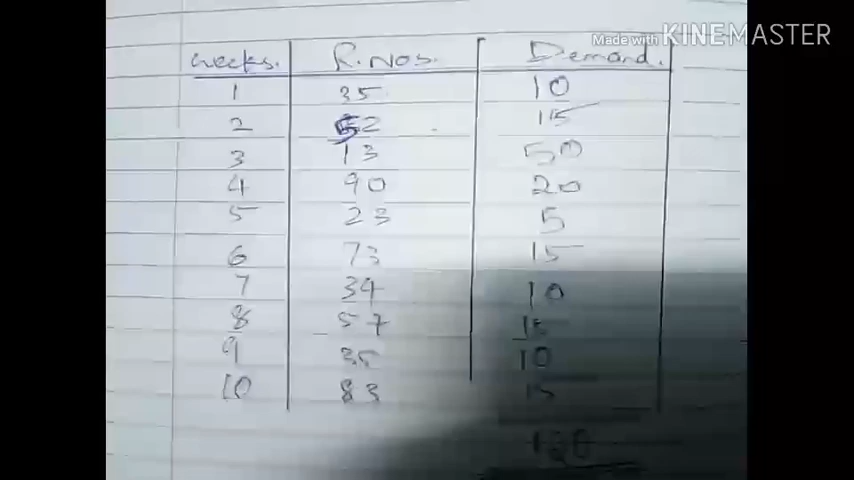 Made with KINEMASTER
Weeks. R. Nos. Demand.
1 35 10
2 52 15
3 13 50
4 90 20
5 23 5
6 73 15
7 34 10
8 57 15
9 35 10
10 83 15